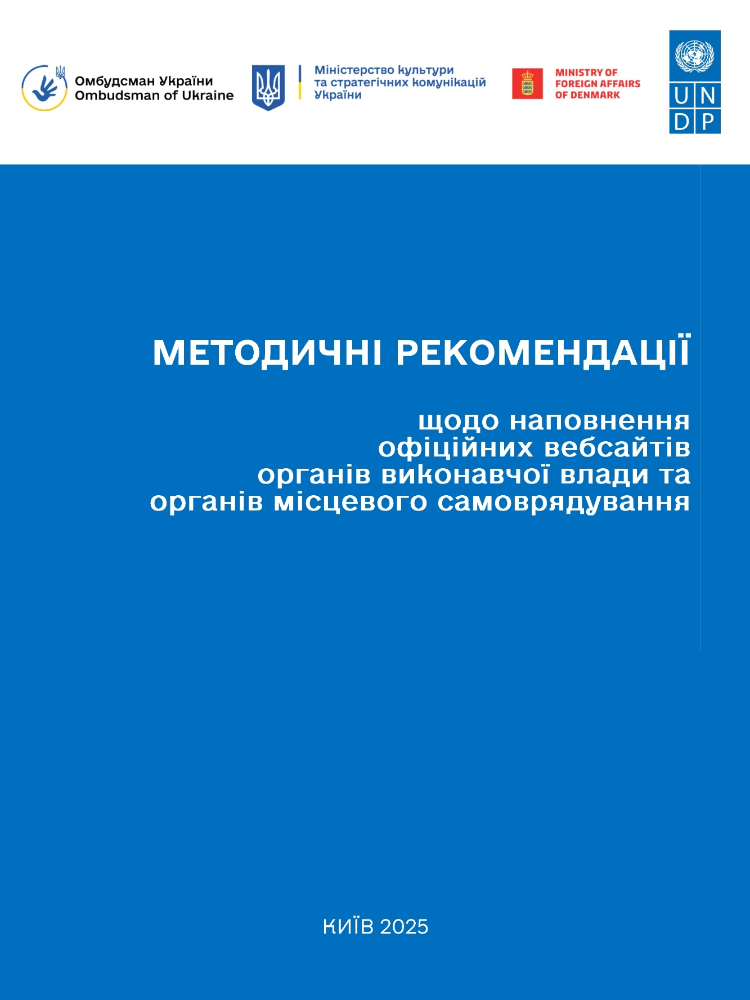 Омбудсман України
Ombudsman of Ukraine
Міністерство культури
та стратегічних комунікацій
України
MINISTRY OF
FOREIGN AFFAIRS
OF DENMARK
U N
D P
МЕТОДИЧНІ РЕКОМЕНДАЦІЇ
щодо наповнення
офіційних вебсайтів
органів виконавчої влади та
органів місцевого самоврядування
КИЇВ 2025